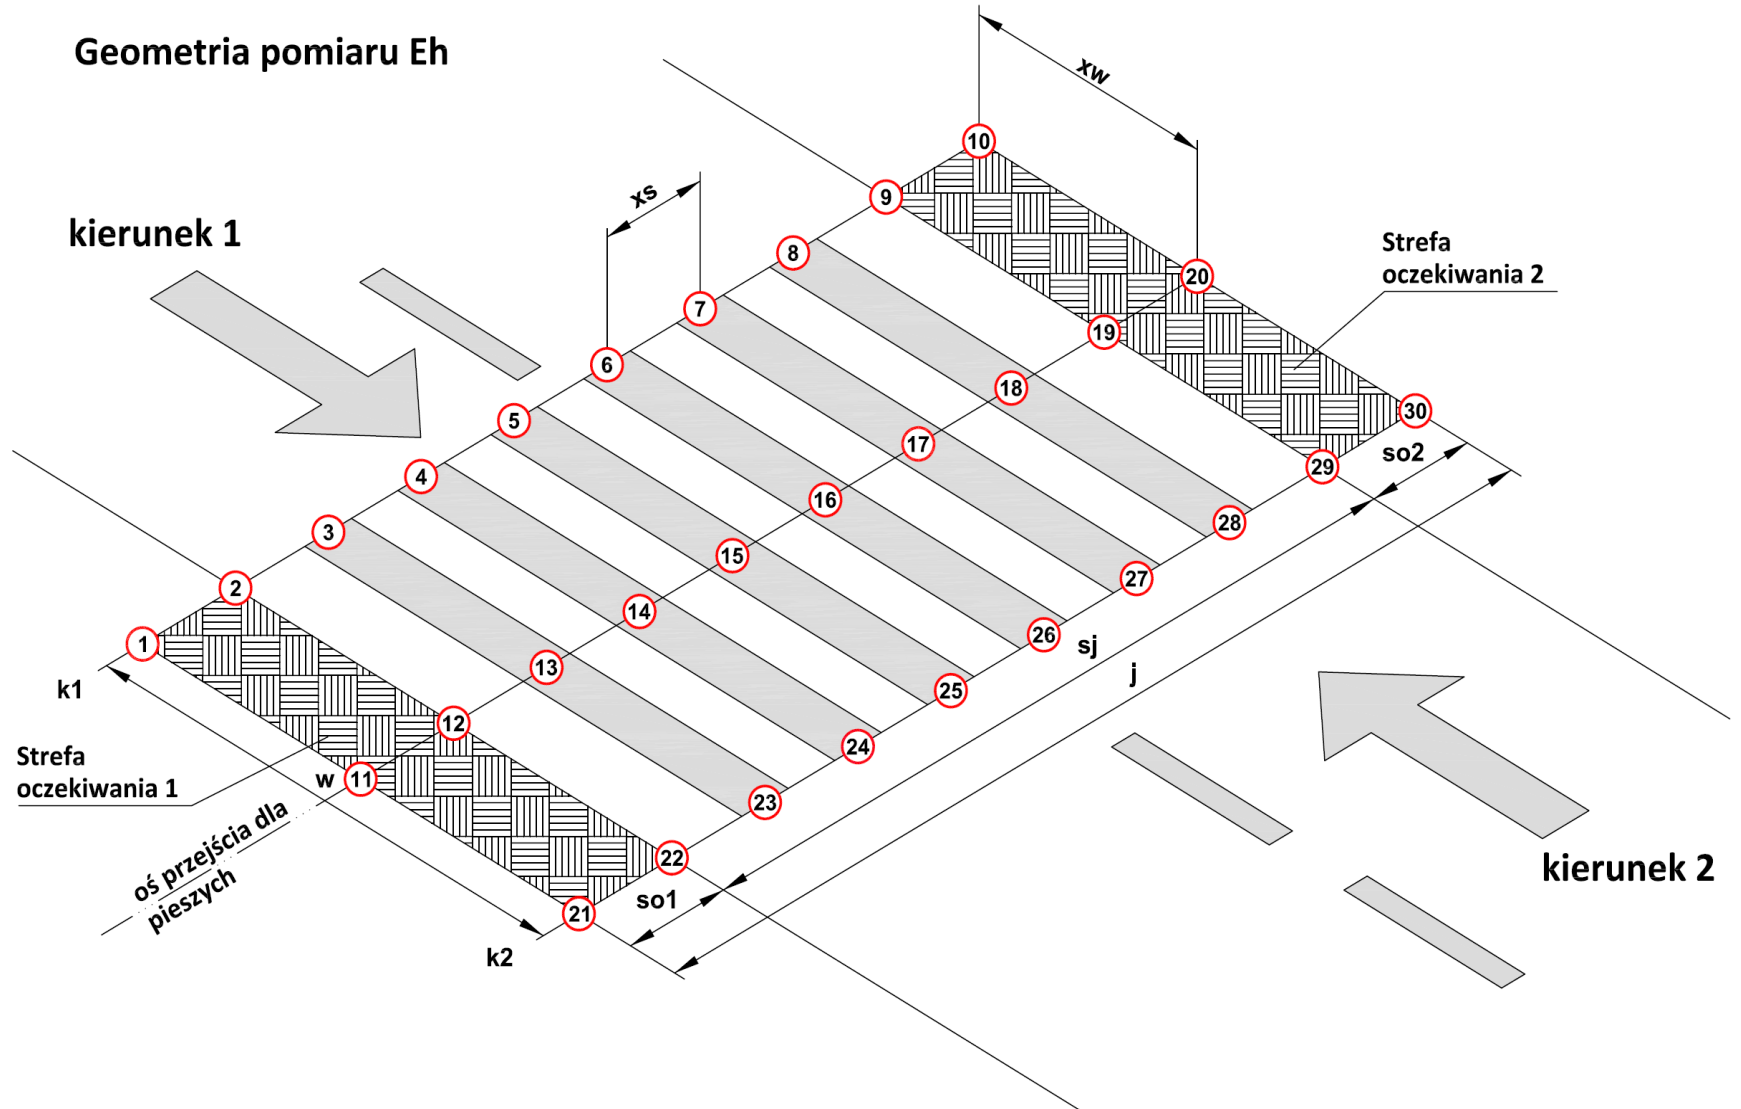 Geometria pomiaru Eh
xw
10
xs
9
kierunek 1
8
Strefa
oczekiwania 2
20
7
19
6
18
30
5
17
so2
29
4
16
28
3
15
27
2
14
26
sj
1
13
j
k1
25
12
24
Strefa
oczekiwania 1
w
11
23
oś przejścia dla
pieszych
22
kierunek 2
so1
21
k2